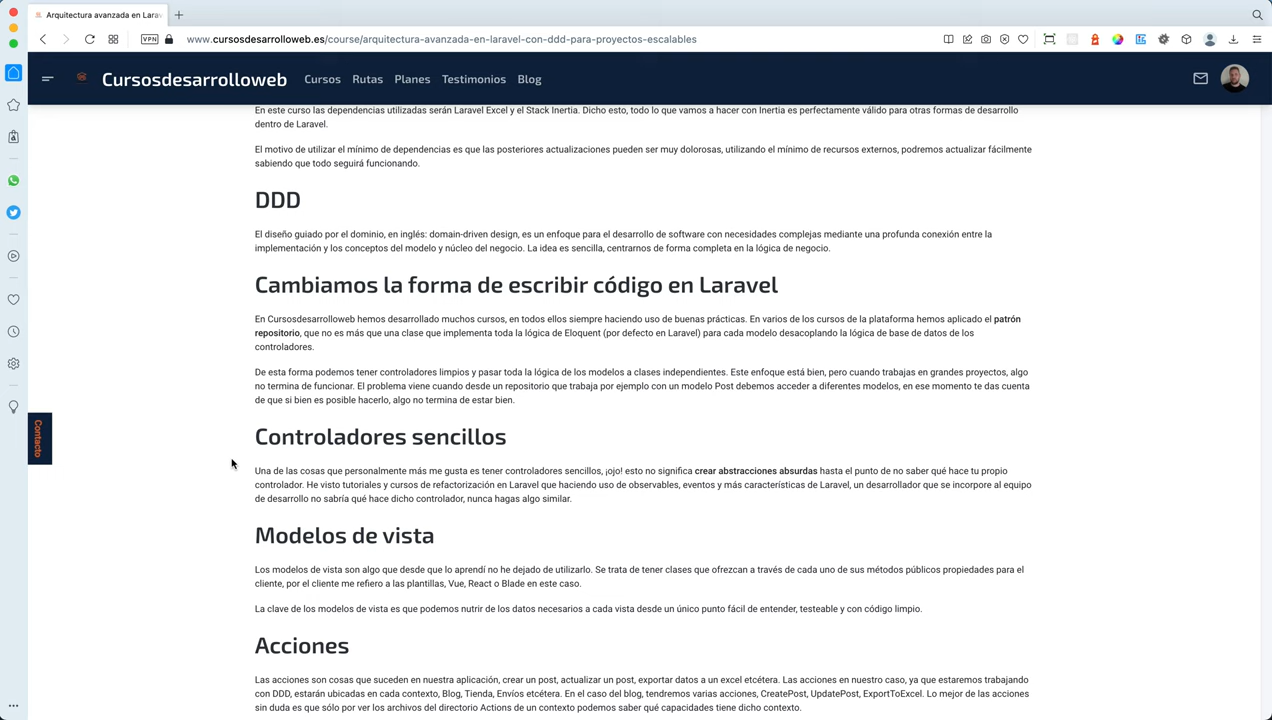 Arquitectura avanzada en Lara
VPN
www.cursosdesarrolloweb.es/course/arquitectura-avanzada-en-laravel-con-ddd-para-proyectos-escalables
Cursosdesarrolloweb Cursos Rutas Planes Testimonios Blog
En este curso las dependencias utilizadas serán Laravel Excel y el Stack Inertia. Dicho esto, todo lo que vamos a hacer con Inertia es perfectamente válido para otras formas de desarrollo
dentro de Laravel.
El motivo de utilizar el mínimo de dependencias es que las posteriores actualizaciones pueden ser muy dolorosas, utilizando el mínimo de recursos externos, podremos actualizar fácilmente
sabiendo que todo seguirá funcionando.
DDD
El diseño guiado por el dominio, en inglés: domain-driven design, es un enfoque para el desarrollo de software con necesidades complejas mediante una profunda conexión entre la
implementación y los conceptos del modelo y núcleo del negocio. La idea es sencilla, centrarnos de forma completa en la lógica de negocio.
Cambiamos la forma de escribir código en Laravel
En Cursosdesarrolloweb hemos desarrollado muchos cursos, en todos ellos siempre haciendo uso de buenas prácticas. En varios de los cursos de la plataforma hemos aplicado el patrón
repositorio, que no es más que una clase que implementa toda la lógica de Eloquent (por defecto en Laravel) para cada modelo desacoplando la lógica de base de datos de los
controladores.
De esta forma podemos tener controladores limpios y pasar toda la lógica de los modelos a clases independientes. Este enfoque está bien, pero cuando trabajas en grandes proyectos, algo
no termina de funcionar. El problema viene cuando desde un repositorio que trabaja por ejemplo con un modelo Post debemos acceder a diferentes modelos, en ese momento te das cuenta
de que si bien es posible hacerlo, algo no termina de estar bien.
Contacto
Controladores sencillos
Una de las cosas que personalmente más me gusta es tener controladores sencillos, ¡ojo! esto no significa crear abstracciones absurdas hasta el punto de no saber qué hace tu propio
controlador. He visto tutoriales y cursos de refactorización en Laravel que haciendo uso de observables, eventos y más características de Laravel, un desarrollador que se incorpore al equipo
de desarrollo no sabría qué hace dicho controlador, nunca hagas algo similar.
Modelos de vista
Los modelos de vista son algo que desde que lo aprendí no he dejado de utilizarlo. Se trata de tener clases que ofrezcan a través de cada uno de sus métodos públicos propiedades para el
cliente, por el cliente me refiero a las plantillas, Vue, React o Blade en este caso.
La clave de los modelos de vista es que podemos nutrir de los datos necesarios a cada vista desde un único punto fácil de entender, testeable y con código limpio.
Acciones
Las acciones son cosas que suceden en nuestra aplicación, crear un post, actualizar un post, exportar datos a un excel etcétera. Las acciones en nuestro caso, ya que estaremos trabajando
con DDD, estarán ubicadas en cada contexto, Blog, Tienda, Envíos etcétera. En el caso del blog, tendremos varias acciones, CreatePost, UpdatePost, ExportToExcel. Lo mejor de las acciones
sin duda es que sólo por ver los archivos del directorio Actions de un contexto podemos saber qué capacidades tiene dicho contexto.